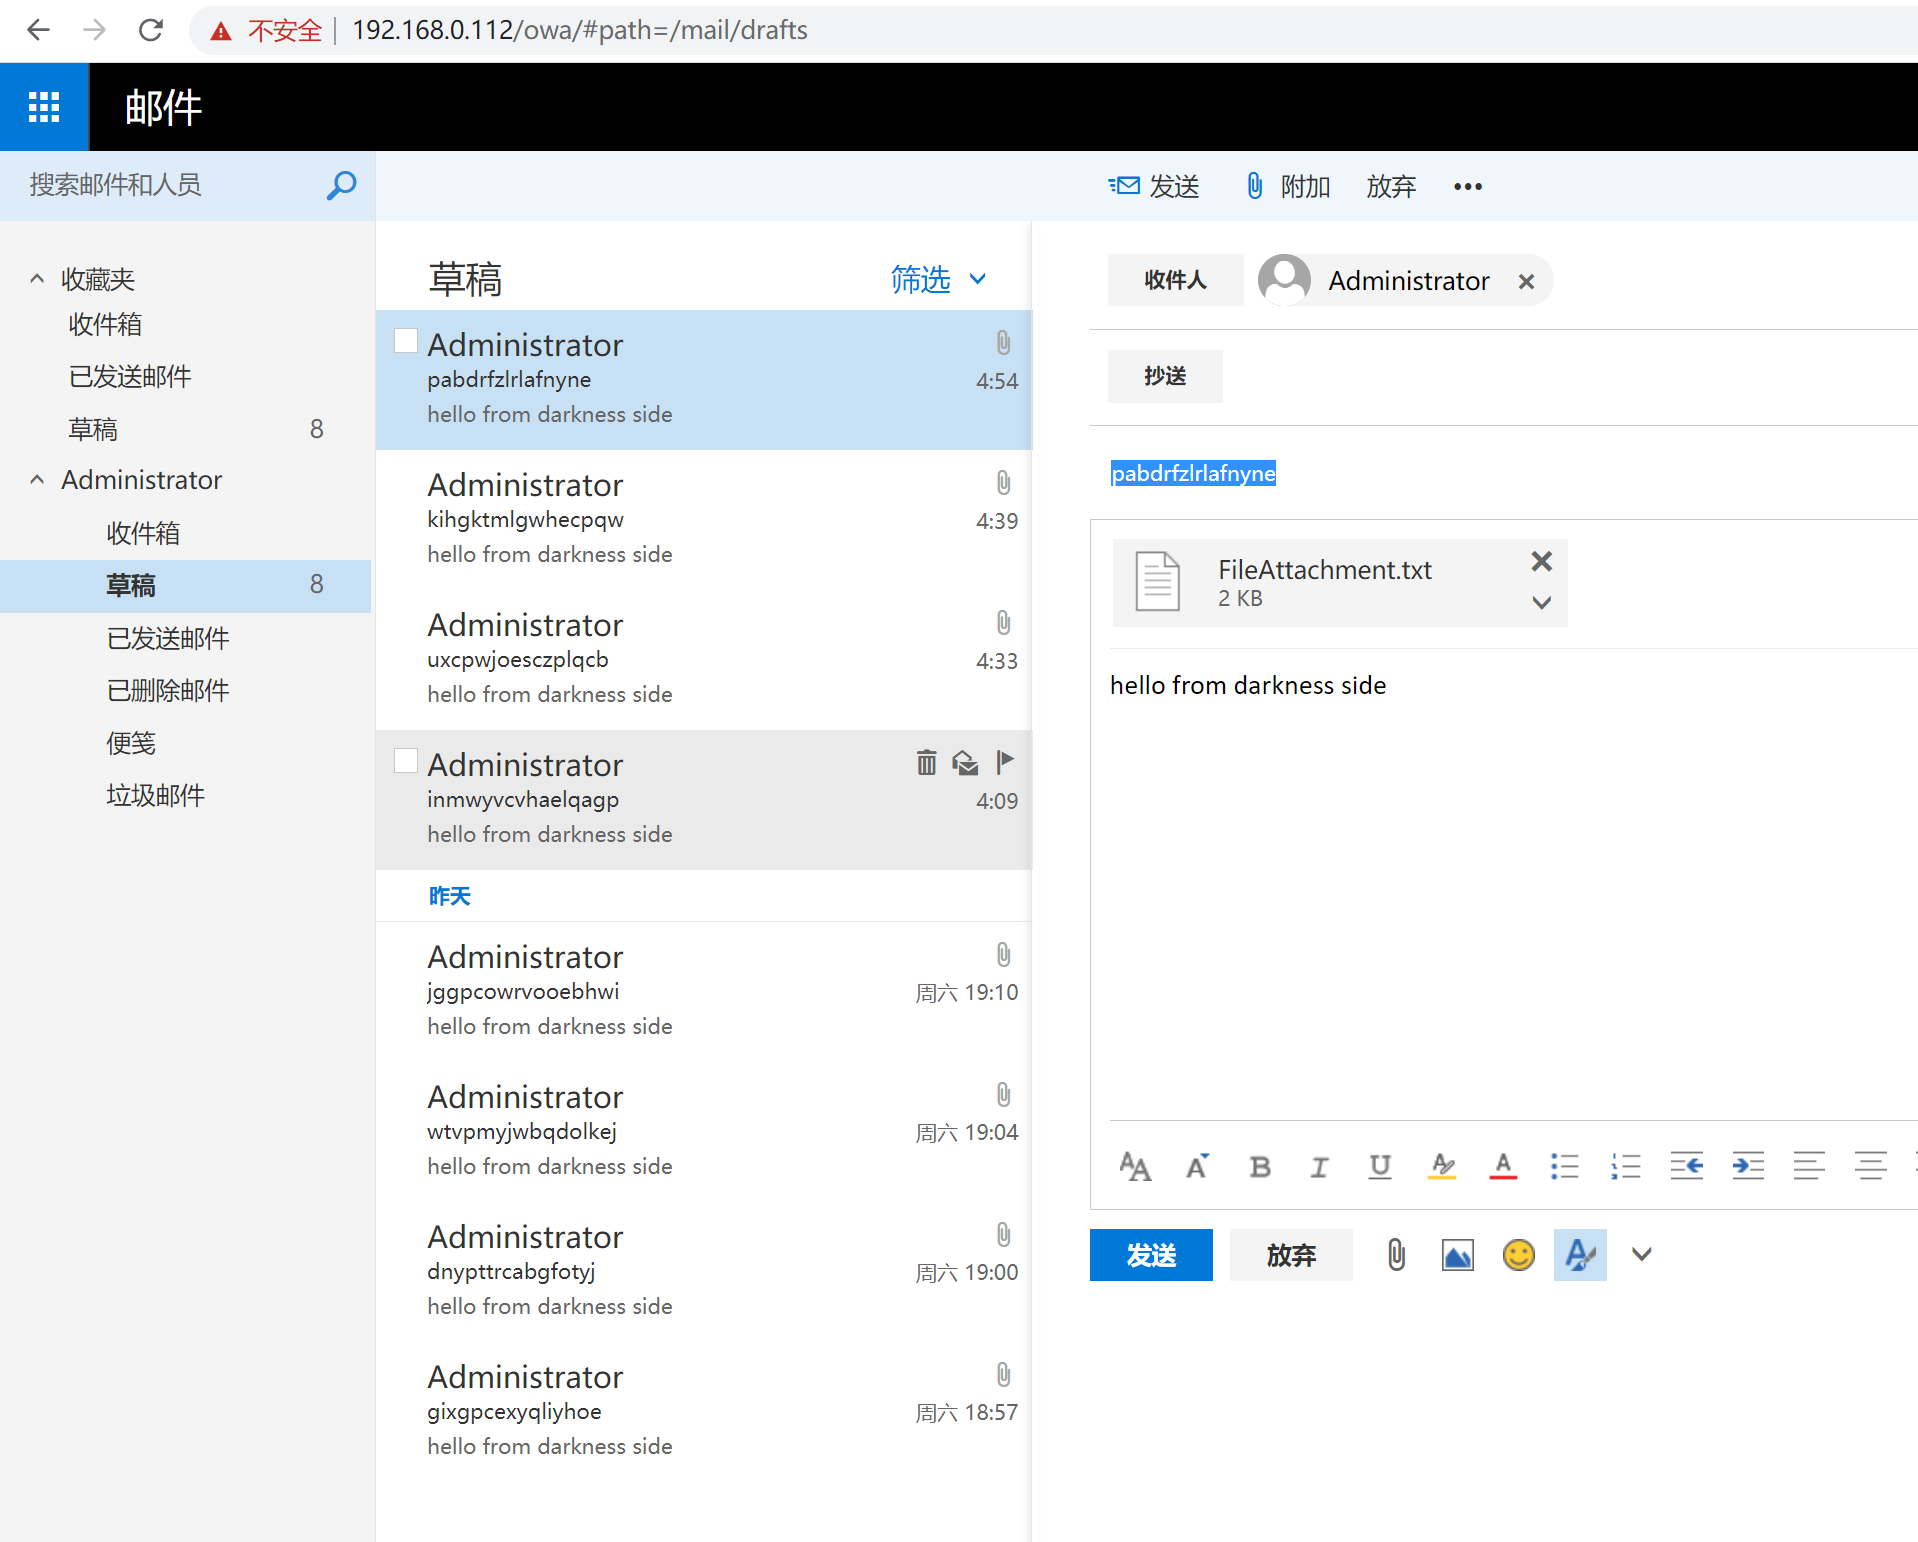 不安全 192.168.0.112/owa/#path=/mail/drafts
邮件
搜索邮件和人员
发送 附加 放弃
收藏夹
收件箱
已发送邮件
草稿 8
Administrator
收件箱
草稿 8
已发送邮件
已删除邮件
便笺
垃圾邮件
草稿 筛选
Administrator
pabdrfzlrlafnyne 4:54
hello from darkness side
Administrator
kihgktmlgwhecpqw 4:39
hello from darkness side
Administrator
uxcpwjoesczplqcb 4:33
hello from darkness side
Administrator
inmwyvcvhaelqagp 4:09
hello from darkness side
昨天
Administrator
jggpcowrvooebhwi 周六 19:10
hello from darkness side
Administrator
wtvpmyjwbqdolkej 周六 19:04
hello from darkness side
Administrator
dnypttrcabgfotyj 周六 19:00
hello from darkness side
Administrator
gixgpcexyqliyhoe 周六 18:57
hello from darkness side
收件人 Administrator
抄送
pabdrfzlrlafnyne
FileAttachment.txt
2 KB
hello from darkness side
发送 放弃